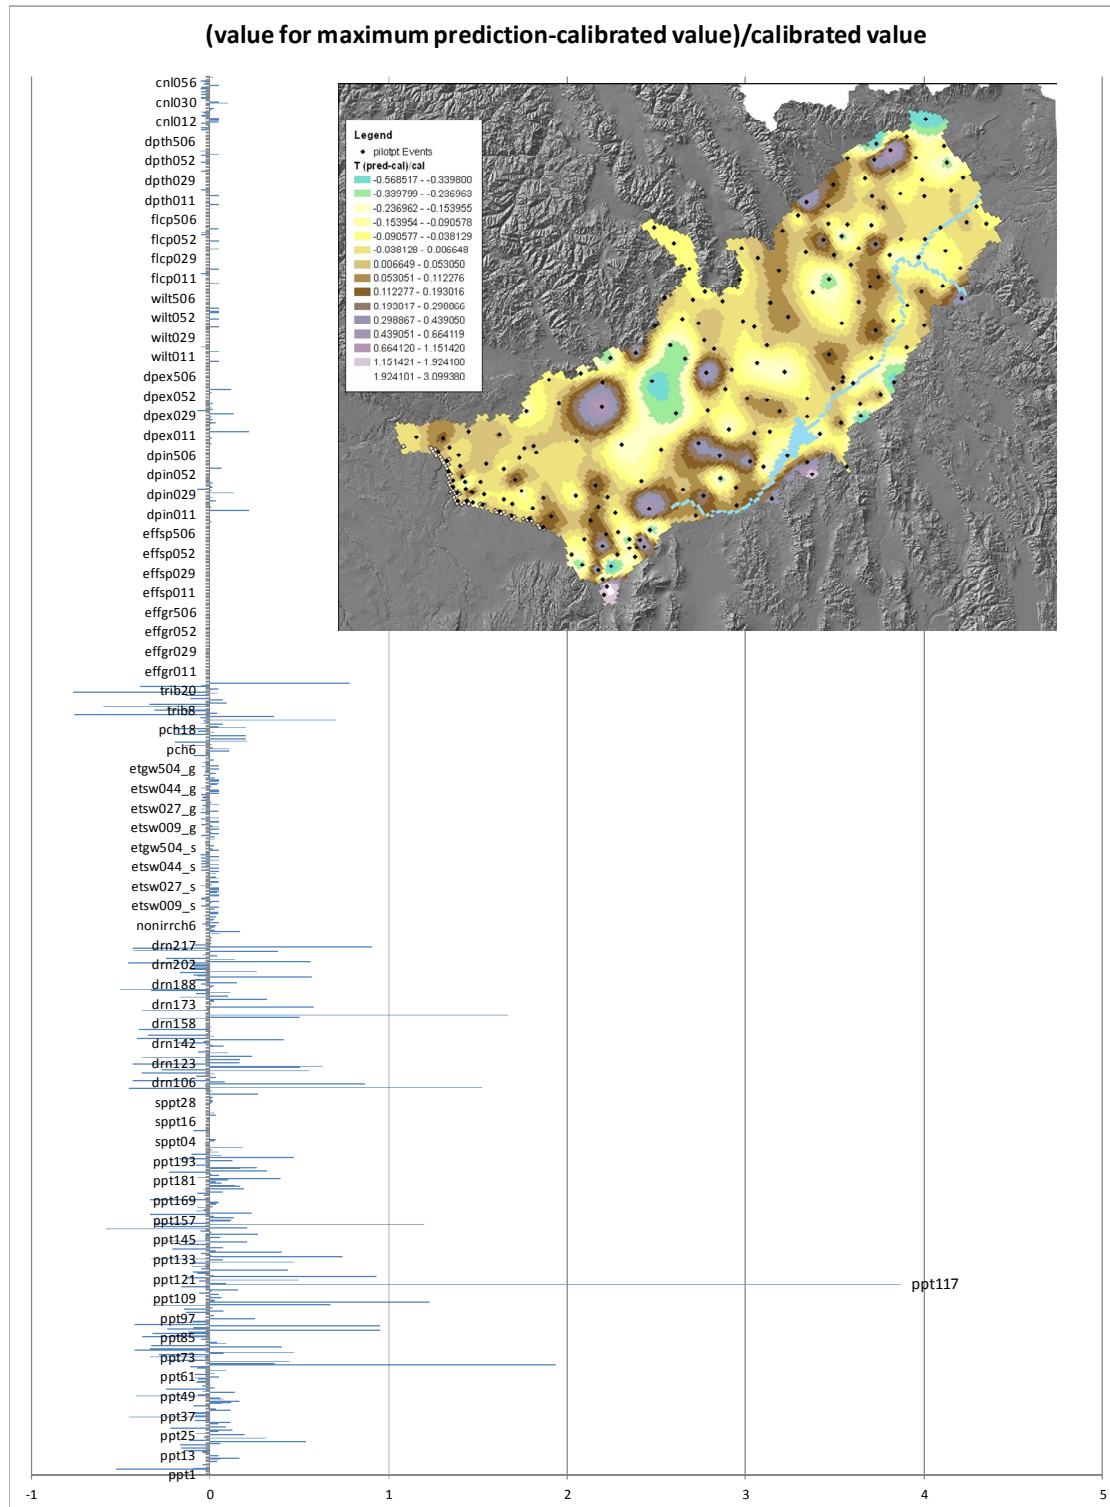 (value for maximum prediction-calibrated value)/calibrated value
cnl056
cnl030
cnl012
dpth506
dpth052
dpth029
dpth011
flcp506
flcp052
flcp029
flcp011
wilt506
wilt052
wilt029
wilt011
dpex506
dpex052
dpex029
dpex011
dpin506
dpin052
dpin029
dpin011
effsp506
effsp052
effsp029
effsp011
effgr506
effgr052
effgr029
effgr011
trib20
trib8
pch18
pch6
etgw504_g
etsw044_g
etsw027_g
etsw009_g
etgw504_s
etsw044_s
etsw027_s
etsw009_s
nonirrch6
drn217
drn202
drn188
drn173
drn158
drn142
drn123
drn106
sppt28
sppt16
sppt04
ppt193
ppt181
ppt169
ppt157
ppt145
ppt133
ppt121
ppt109
ppt97
ppt85
ppt73
ppt61
ppt49
ppt37
ppt25
ppt13
ppt1
Legend
pilotpt Events
T (pred-cal)/cal
-0.568517 - -0.339800
-0.339799 - -0.236963
-0.236962 - -0.153955
-0.153954 - -0.090578
-0.090577 - -0.038129
-0.038128 - 0.006648
0.006649 - 0.053050
0.053051 - 0.112276
0.112277 - 0.193016
0.193017 - 0.298866
0.298867 - 0.439050
0.439051 - 0.664119
0.664120 - 1.151420
1.151421 - 1.924100
1.924101 - 3.099380
ppt117
-1 0 1 2 3 4 5